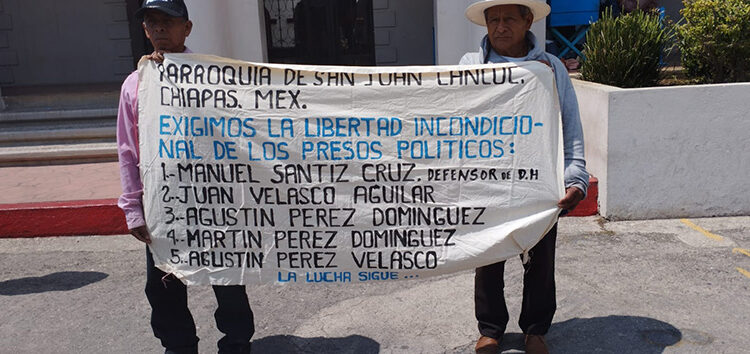 PARROQUIA DE SAN JUAN CANCUC,
CHIAPAS. MEX.
EXIGIMOS LA LIBERTAD INCONDICIO-
NAL DE LOS PRESOS POLITICOS:
1.-MANUEL SANTIZ CRUZ. DEFENSOR DE D.H
2.-JUAN VELASCO AGUILAR
3.-AGUSTIN PEREZ DOMINGUEZ
4.-MARTIN PEREZ DOMINGUEZ
5.-AGUSTIN PEREZ VELASCO
LA LUCHA SIGUE...